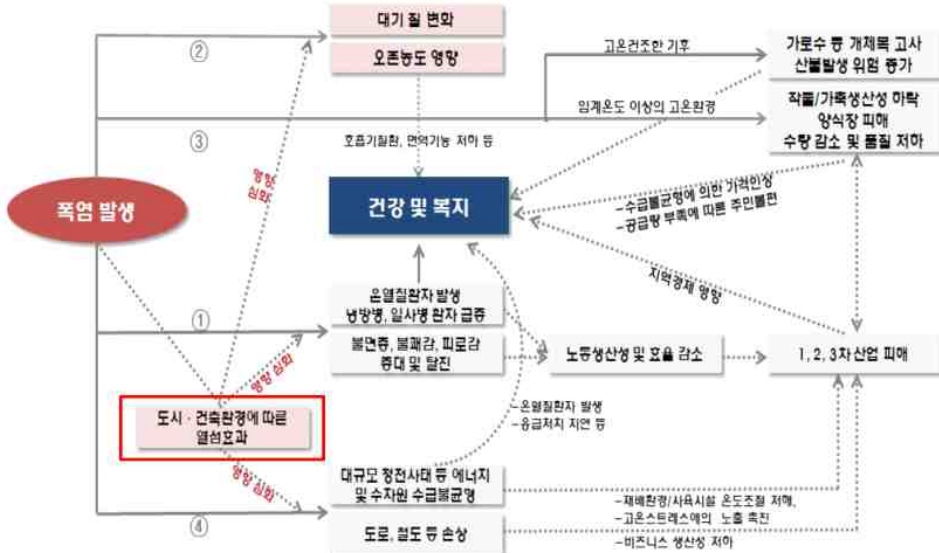 ②
대기 질 변화
오존농도 영향
고온건조한 기후
가로수 등 개체목 고사
산불발생 위험 증가
③
임계온도 이상의 고온환경
작물/가축생산성 하락
양식장 피해
수량 감소 및 품질 저하
호흡기질환, 면역기능 저하 등
영향
심화
폭염 발생
건강 및 복지
–수급불균형에 의한 가격인상
–공급량 부족에 따른 주민불편
지역경제 영향
①
온열질환자 발생
냉방병, 일사병 환자 급증
불면증, 불쾌감, 피로감
증대 및 탈진
노동생산성 및 효율 감소
1, 2, 3차 산업 피해
영향 심화
도시 · 건축환경에 따른
열섬효과
–온열질환자 발생
–응급처치 지연 등
영향 심화
대규모 정전사태 등 에너지
및 수자원 수급불균형
–재배환경/사육시설 온도조절 저해,
–고온스트레스에의 노출 촉진
④
도로, 철도 등 손상
–비즈니스 생산성 저하